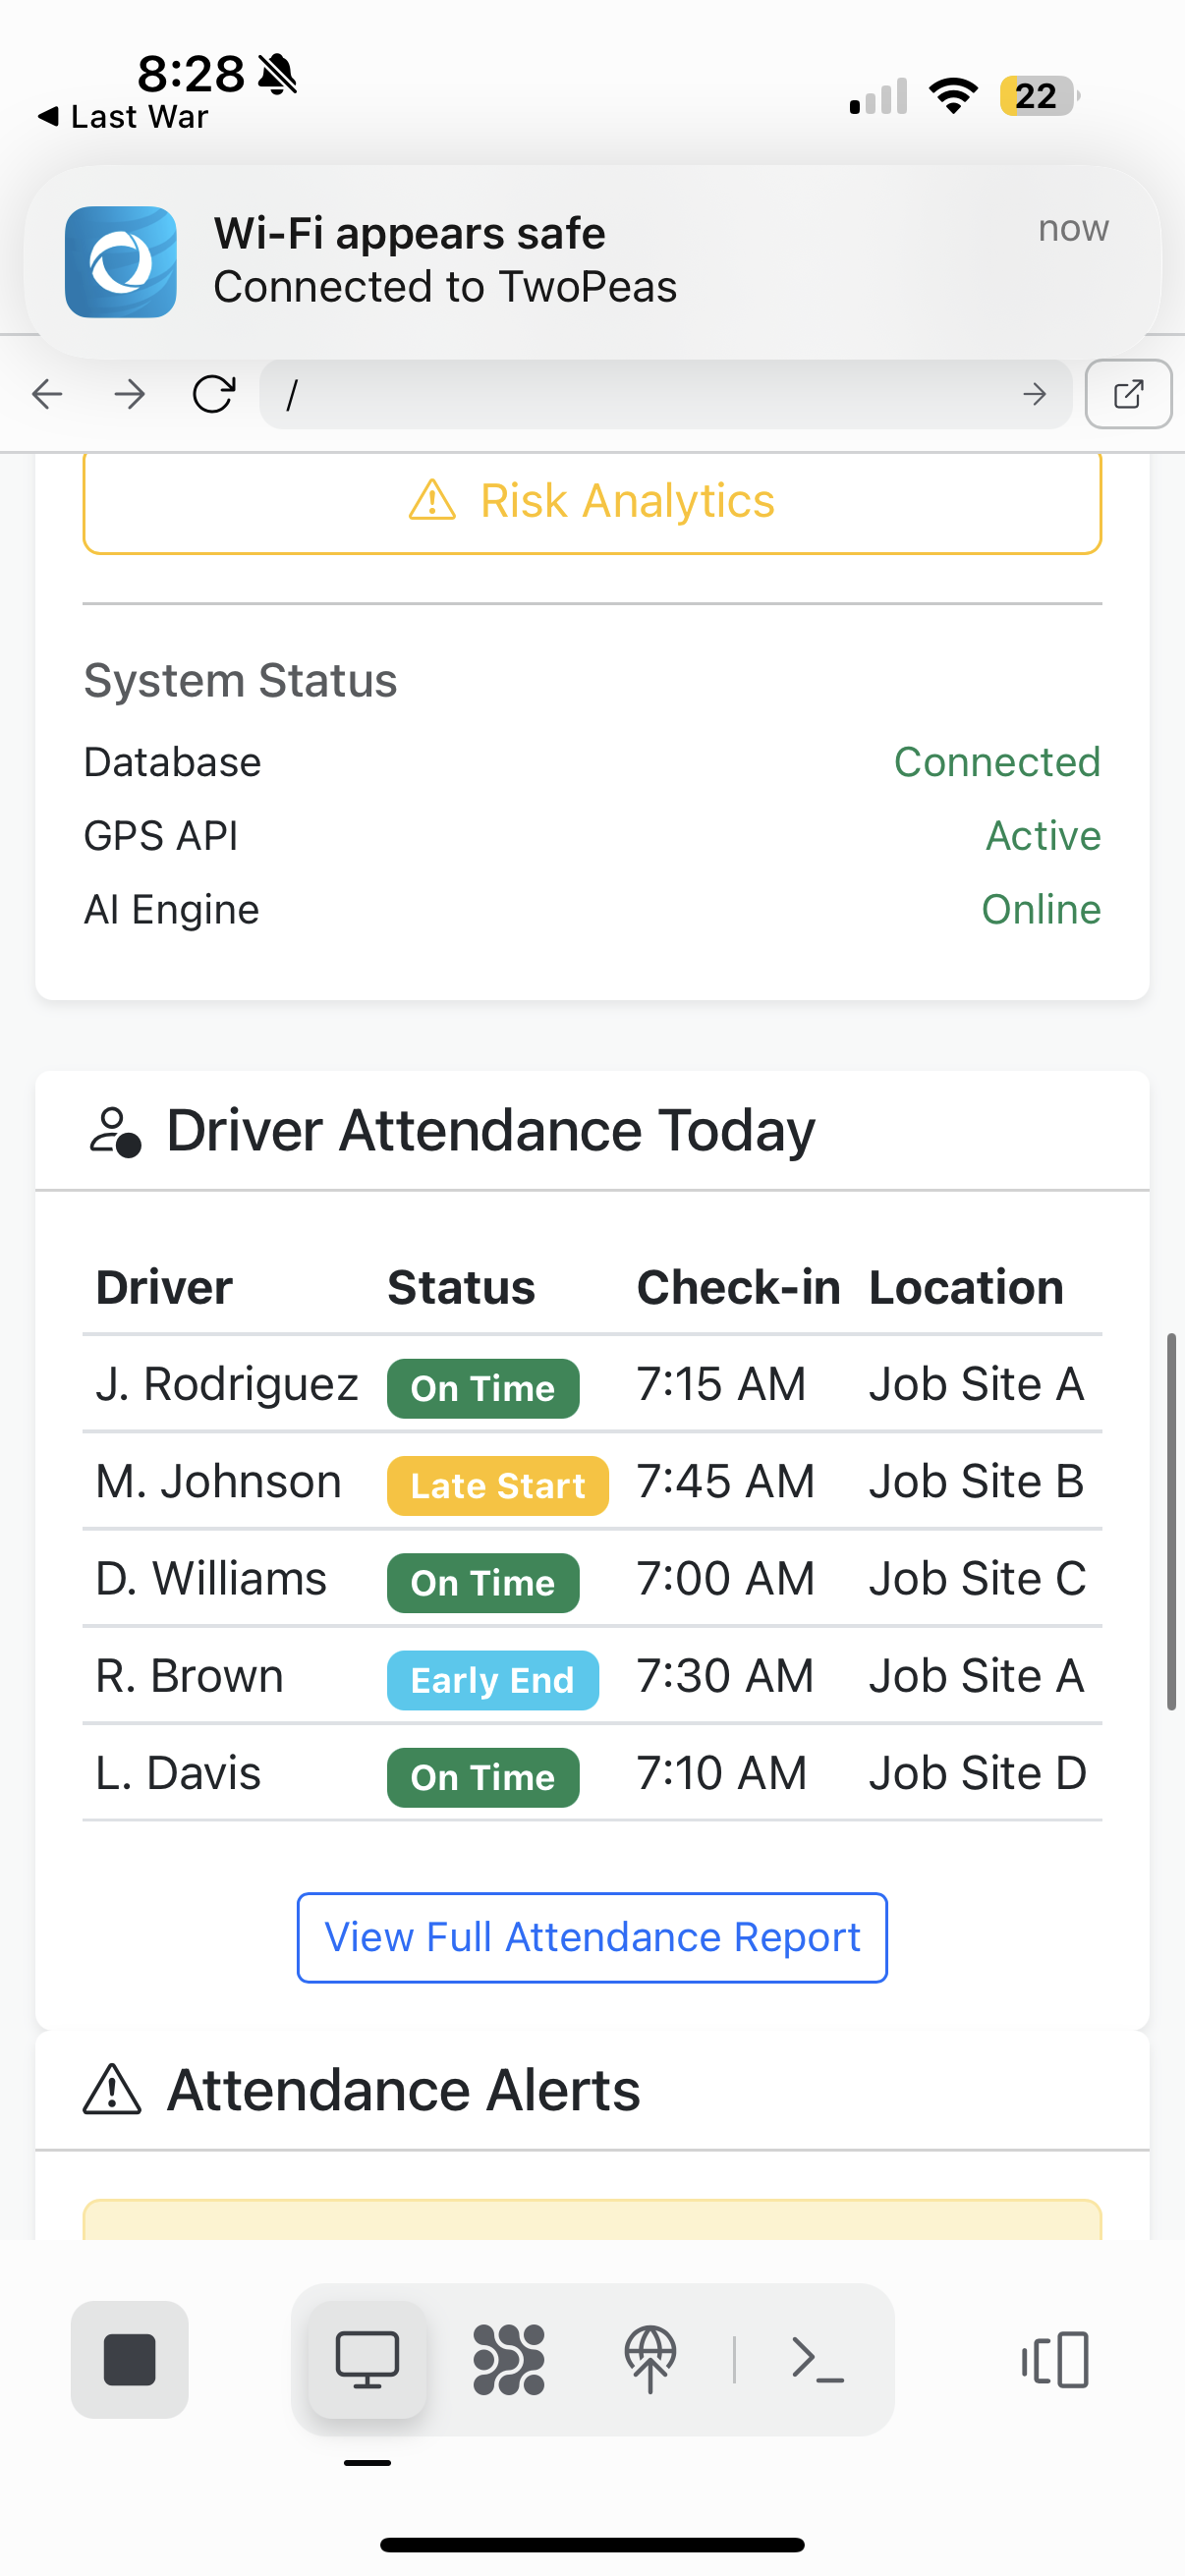 8:28
Last War
22
Wi-Fi appears safe
now
Connected to TwoPeas
/
Risk Analytics
System Status
Database Connected
GPS API Active
AI Engine Online
Driver Attendance Today
Driver Status Check-in Location
J. Rodriguez On Time 7:15 AM Job Site A
M. Johnson Late Start 7:45 AM Job Site B
D. Williams On Time 7:00 AM Job Site C
R. Brown Early End 7:30 AM Job Site A
L. Davis On Time 7:10 AM Job Site D
View Full Attendance Report
Attendance Alerts